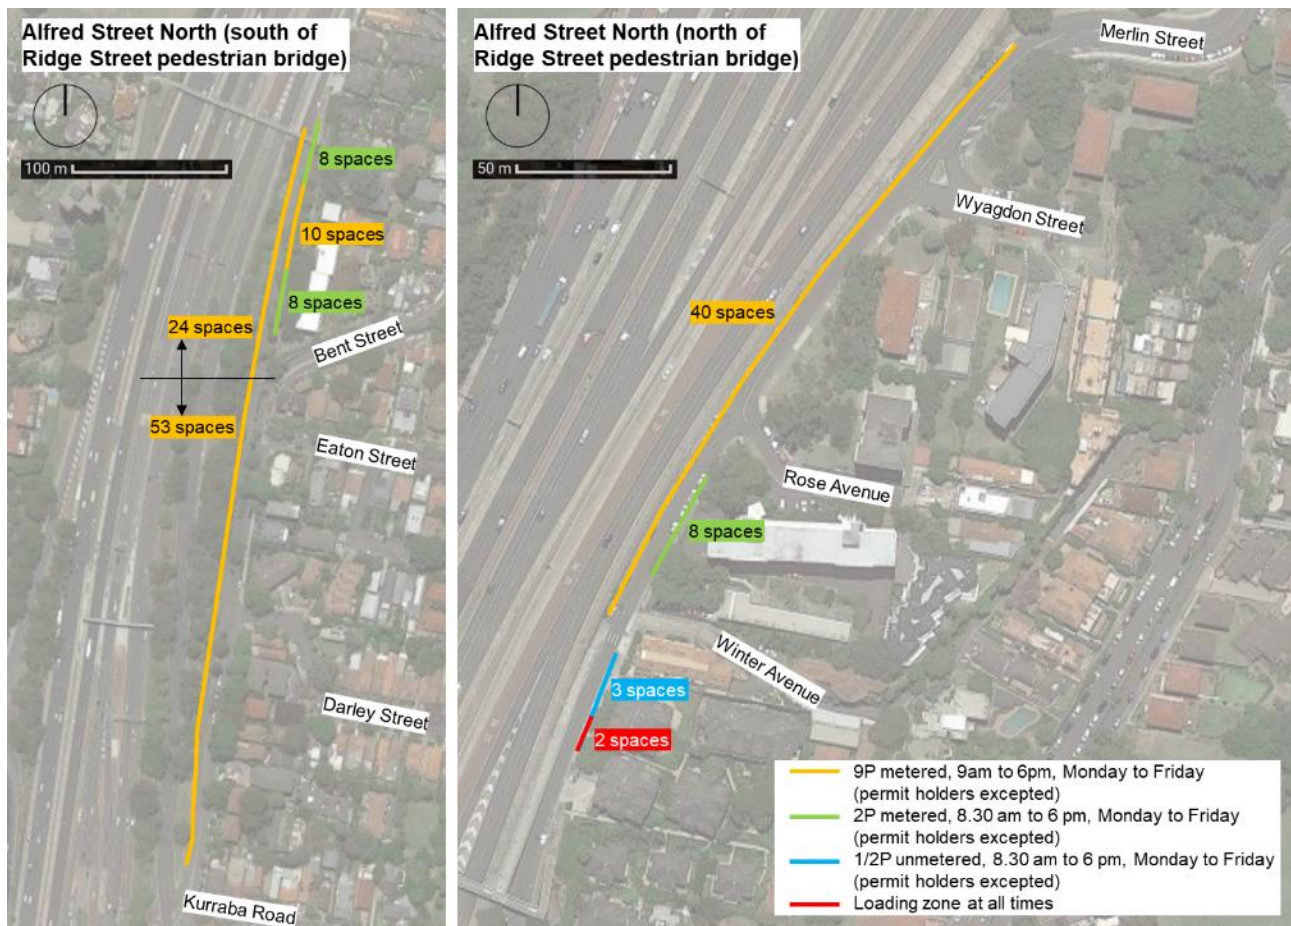 Alfred Street North (south of
Ridge Street pedestrian bridge)
100 m
8 spaces
10 spaces
8 spaces
24 spaces
Bent Street
53 spaces
Eaton Street
Darley Street
Kurraba Road
Alfred Street North (north of
Ridge Street pedestrian bridge)
50 m
Merlin Street
Wyagdon Street
40 spaces
Rose Avenue
8 spaces
Winter Avenue
3 spaces
2 spaces
9P metered, 9am to 6pm, Monday to Friday
(permit holders excepted)
2P metered, 8.30 am to 6 pm, Monday to Friday
(permit holders excepted)
1/2P unmetered, 8.30 am to 6 pm, Monday to Friday
(permit holders excepted)
Loading zone at all times